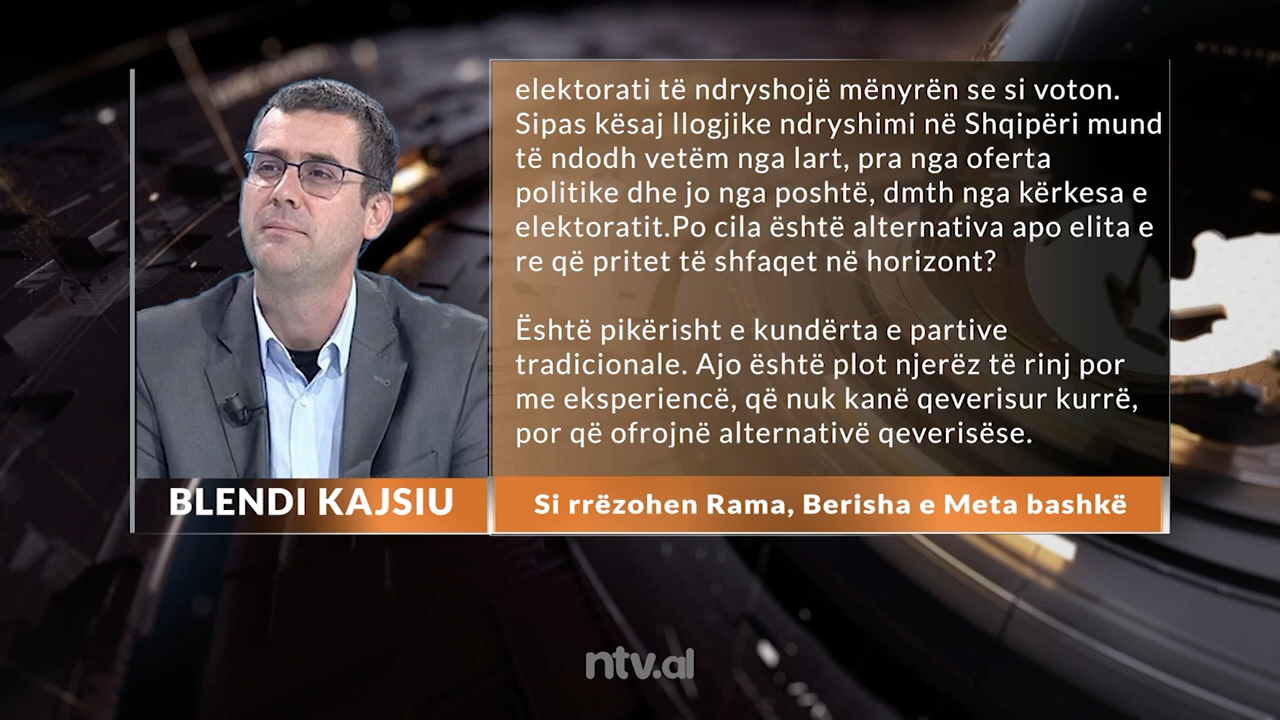 elektorati të ndryshojë mënyrën se si voton.
Sipas kësaj llogjike ndryshimi në Shqipëri mund
të ndodh vetëm nga lart, pra nga oferta
politike dhe jo nga poshtë, dmth nga kërkesa e
elektoratit.Po cila është alternativa apo elita e
re që pritet të shfaqet në horizont?
Është pikërisht e kundërta e partive
tradicionale. Ajo është plot njerëz të rinj por
me eksperiencë, që nuk kanë qeverisur kurrë,
por që ofrojnë alternativë qeverisëse.
BLENDI KAJSIU
Si rrëzohen Rama, Berisha e Meta bashkë
ntv.al